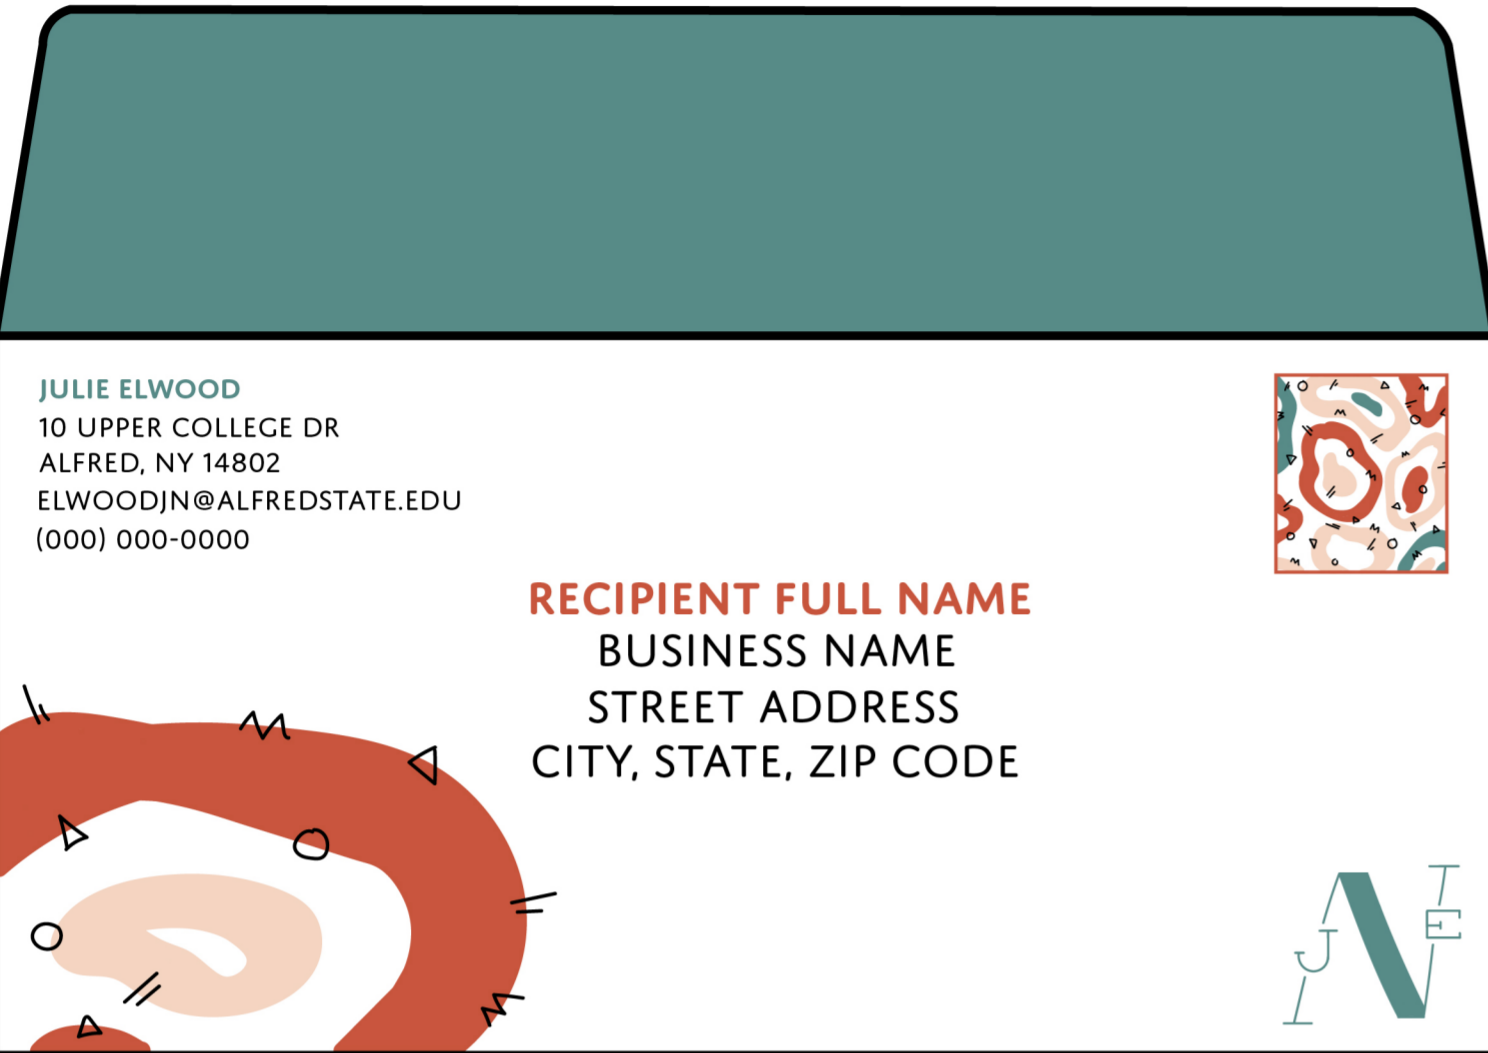 JULIE ELWOOD
10 UPPER COLLEGE DR
ALFRED, NY 14802
ELWOODJN@ALFREDSTATE.EDU
(000) 000-0000
RECIPIENT FULL NAME
BUSINESS NAME
STREET ADDRESS
CITY, STATE, ZIP CODE
J N E